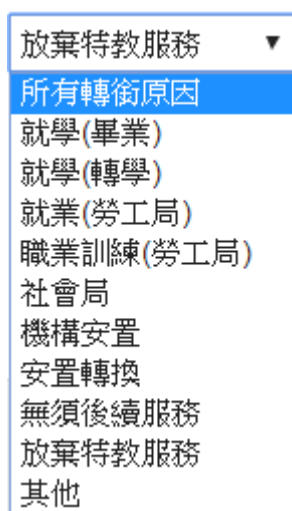 放棄特教服務 ▼
所有轉銜原因
就學(畢業)
就學(轉學)
就業(勞工局)
職業訓練(勞工局)
社會局
機構安置
安置轉換
無須後續服務
放棄特教服務
其他